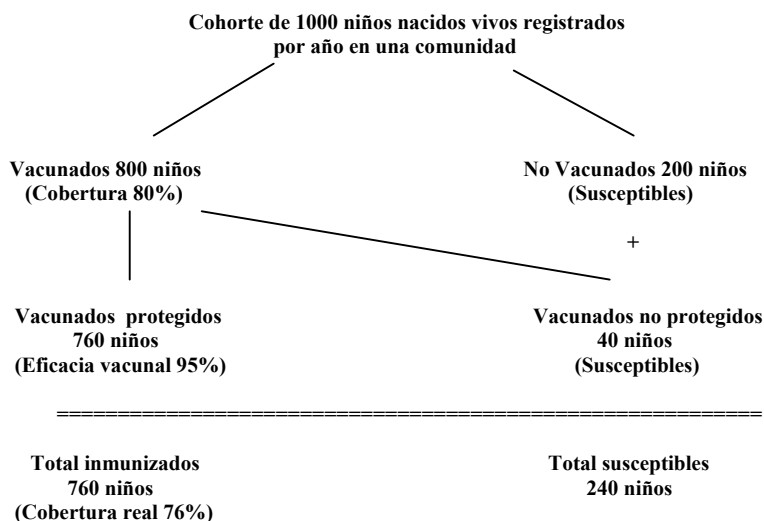 Cohorte de 1000 niños nacidos vivos registrados
por año en una comunidad
Vacunados 800 niños
(Cobertura 80%)
No Vacunados 200 niños
(Susceptibles)
+
Vacunados protegidos
760 niños
(Eficacia vacunal 95%)
Vacunados no protegidos
40 niños
(Susceptibles)
==========================================================
Total inmunizados
760 niños
(Cobertura real 76%)
Total susceptibles
240 niños